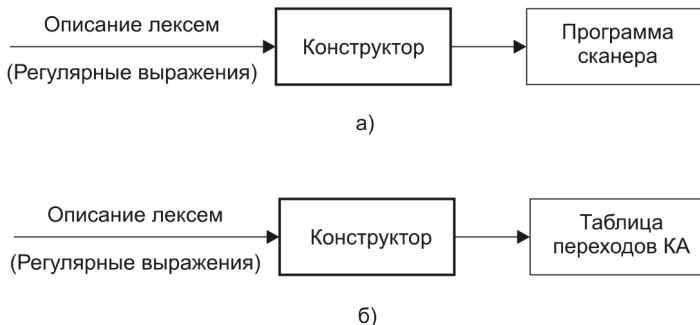 Описание лексем
(Регулярные выражения)
Конструктор
Программа
сканера
а)
Описание лексем
(Регулярные выражения)
Конструктор
Таблица
переходов КА
б)